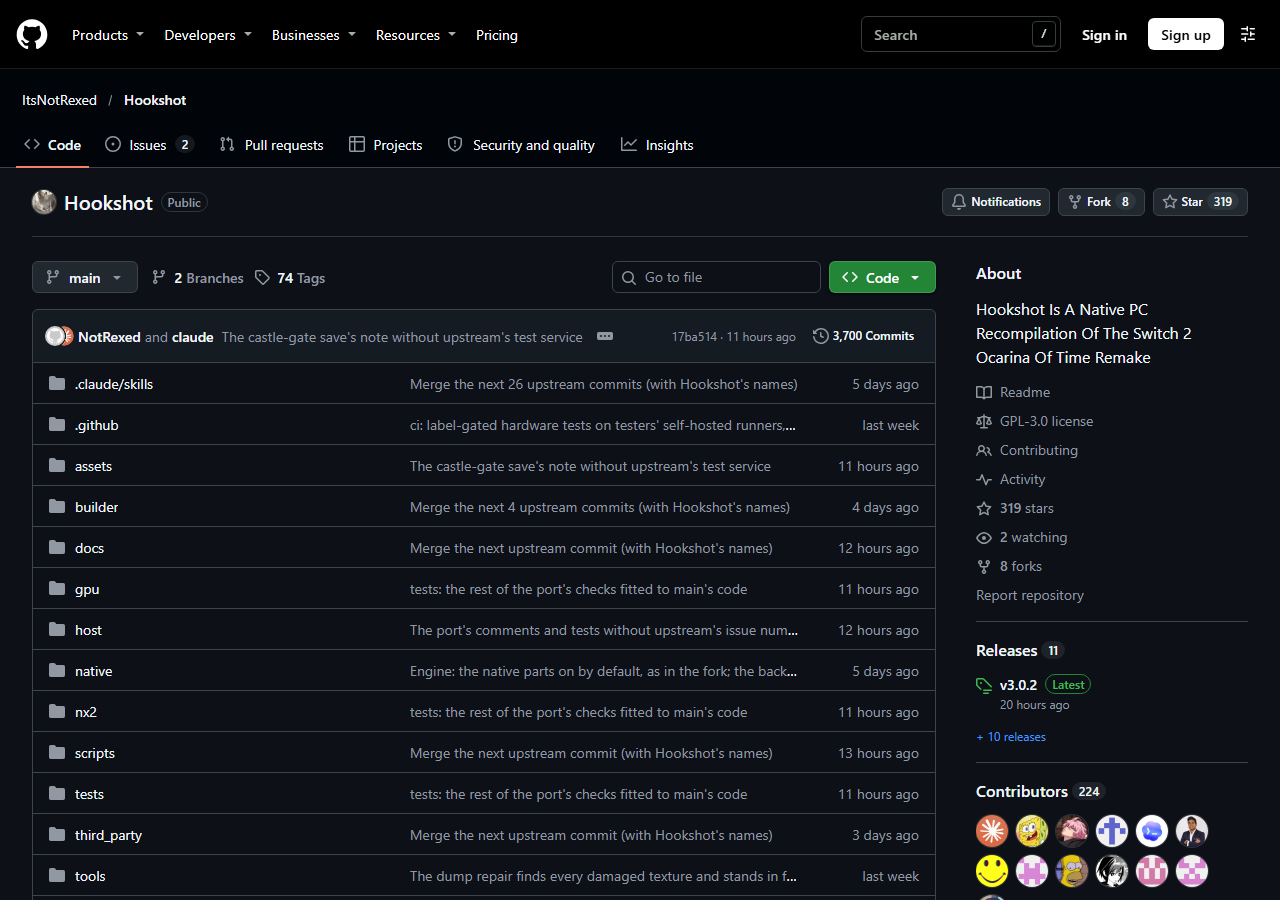 Products Developers Businesses Resources Pricing Search / Sign in Sign up
ItsNotRexed / Hookshot
Code Issues 2 Pull requests Projects Security and quality Insights
Hookshot Public Notifications Fork 8 Star 319
main 2 Branches 74 Tags Go to file Code
NotRexed and claude The castle-gate save's note without upstream's test service 17ba514 · 11 hours ago 3,700 Commits
.claude/skills Merge the next 26 upstream commits (with Hookshot's names) 5 days ago
.github ci: label-gated hardware tests on testers' self-hosted runners,... last week
assets The castle-gate save's note without upstream's test service 11 hours ago
builder Merge the next 4 upstream commits (with Hookshot's names) 4 days ago
docs Merge the next upstream commit (with Hookshot's names) 12 hours ago
gpu tests: the rest of the port's checks fitted to main's code 11 hours ago
host The port's comments and tests without upstream's issue num... 12 hours ago
native Engine: the native parts on by default, as in the fork; the back... 5 days ago
nx2 tests: the rest of the port's checks fitted to main's code 11 hours ago
scripts Merge the next upstream commit (with Hookshot's names) 13 hours ago
tests tests: the rest of the port's checks fitted to main's code 11 hours ago
third_party Merge the next upstream commit (with Hookshot's names) 3 days ago
tools The dump repair finds every damaged texture and stands in f... last week
About
Hookshot Is A Native PC
Recompilation Of The Switch 2
Ocarina Of Time Remake
Readme
GPL-3.0 license
Contributing
Activity
319 stars
2 watching
8 forks
Report repository
Releases 11
v3.0.2 Latest
20 hours ago
+ 10 releases
Contributors 224